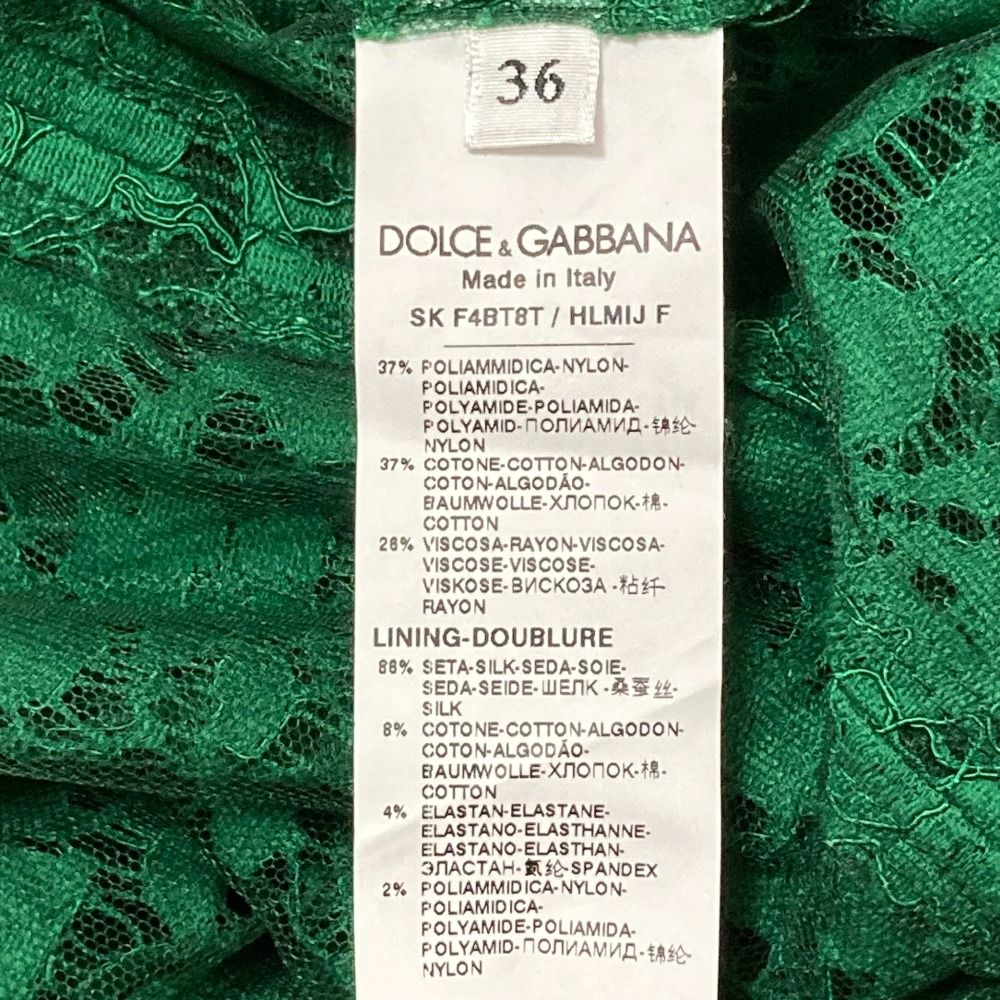 36
DOLCE & GABBANA
Made in Italy
SK F4BT8T / HLMIJ F
37% POLIAMMIDICA-NYLON-
POLIAMIDICA-
POLYAMIDE-POLIAMIDA-
POLYAMID-ПОЛИАМИД-锦纶-
NYLON
37% COTONE-COTTON-ALGODON-
COTON-ALGODÃO-
BAUMWOLLE-ХЛОПОК-棉-
COTTON
26% VISCOSA-RAYON-VISCOSA-
VISCOSE-VISCOSE-
VISKOSE-ВИСКОЗА-粘纤-
RAYON
LINING-DOUBLURE
86% SETA-SILK-SEDA-SOIE-
SEDA-SEIDE-ШЕЛК-桑蚕丝-
SILK
8% COTONE-COTTON-ALGODON-
COTON-ALGODÃO-
BAUMWOLLE-ХЛОПОК-棉-
COTTON
4% ELASTAN-ELASTANE-
ELASTANO-ELASTHANNE-
ELASTANO-ELASTHAN-
ЭЛАСТАН-氨纶-SPANDEX
2% POLIAMMIDICA-NYLON-
POLIAMIDICA-
POLYAMIDE-POLIAMIDA-
POLYAMID-ПОЛИАМИД-锦纶-
NYLON